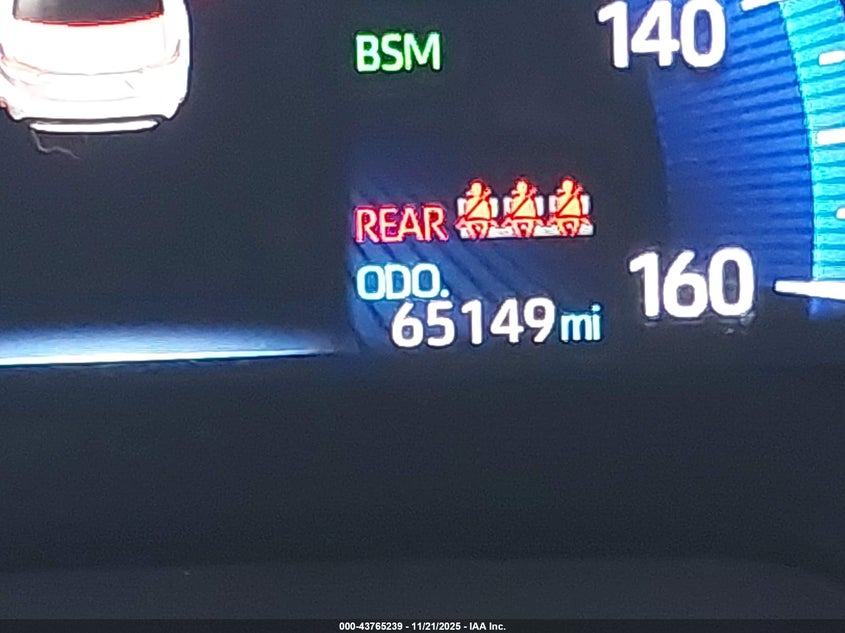 BSM
140
REAR
ODO.
160
65149 mi
000-43765239 - 11/21/2025 - IAA Inc.